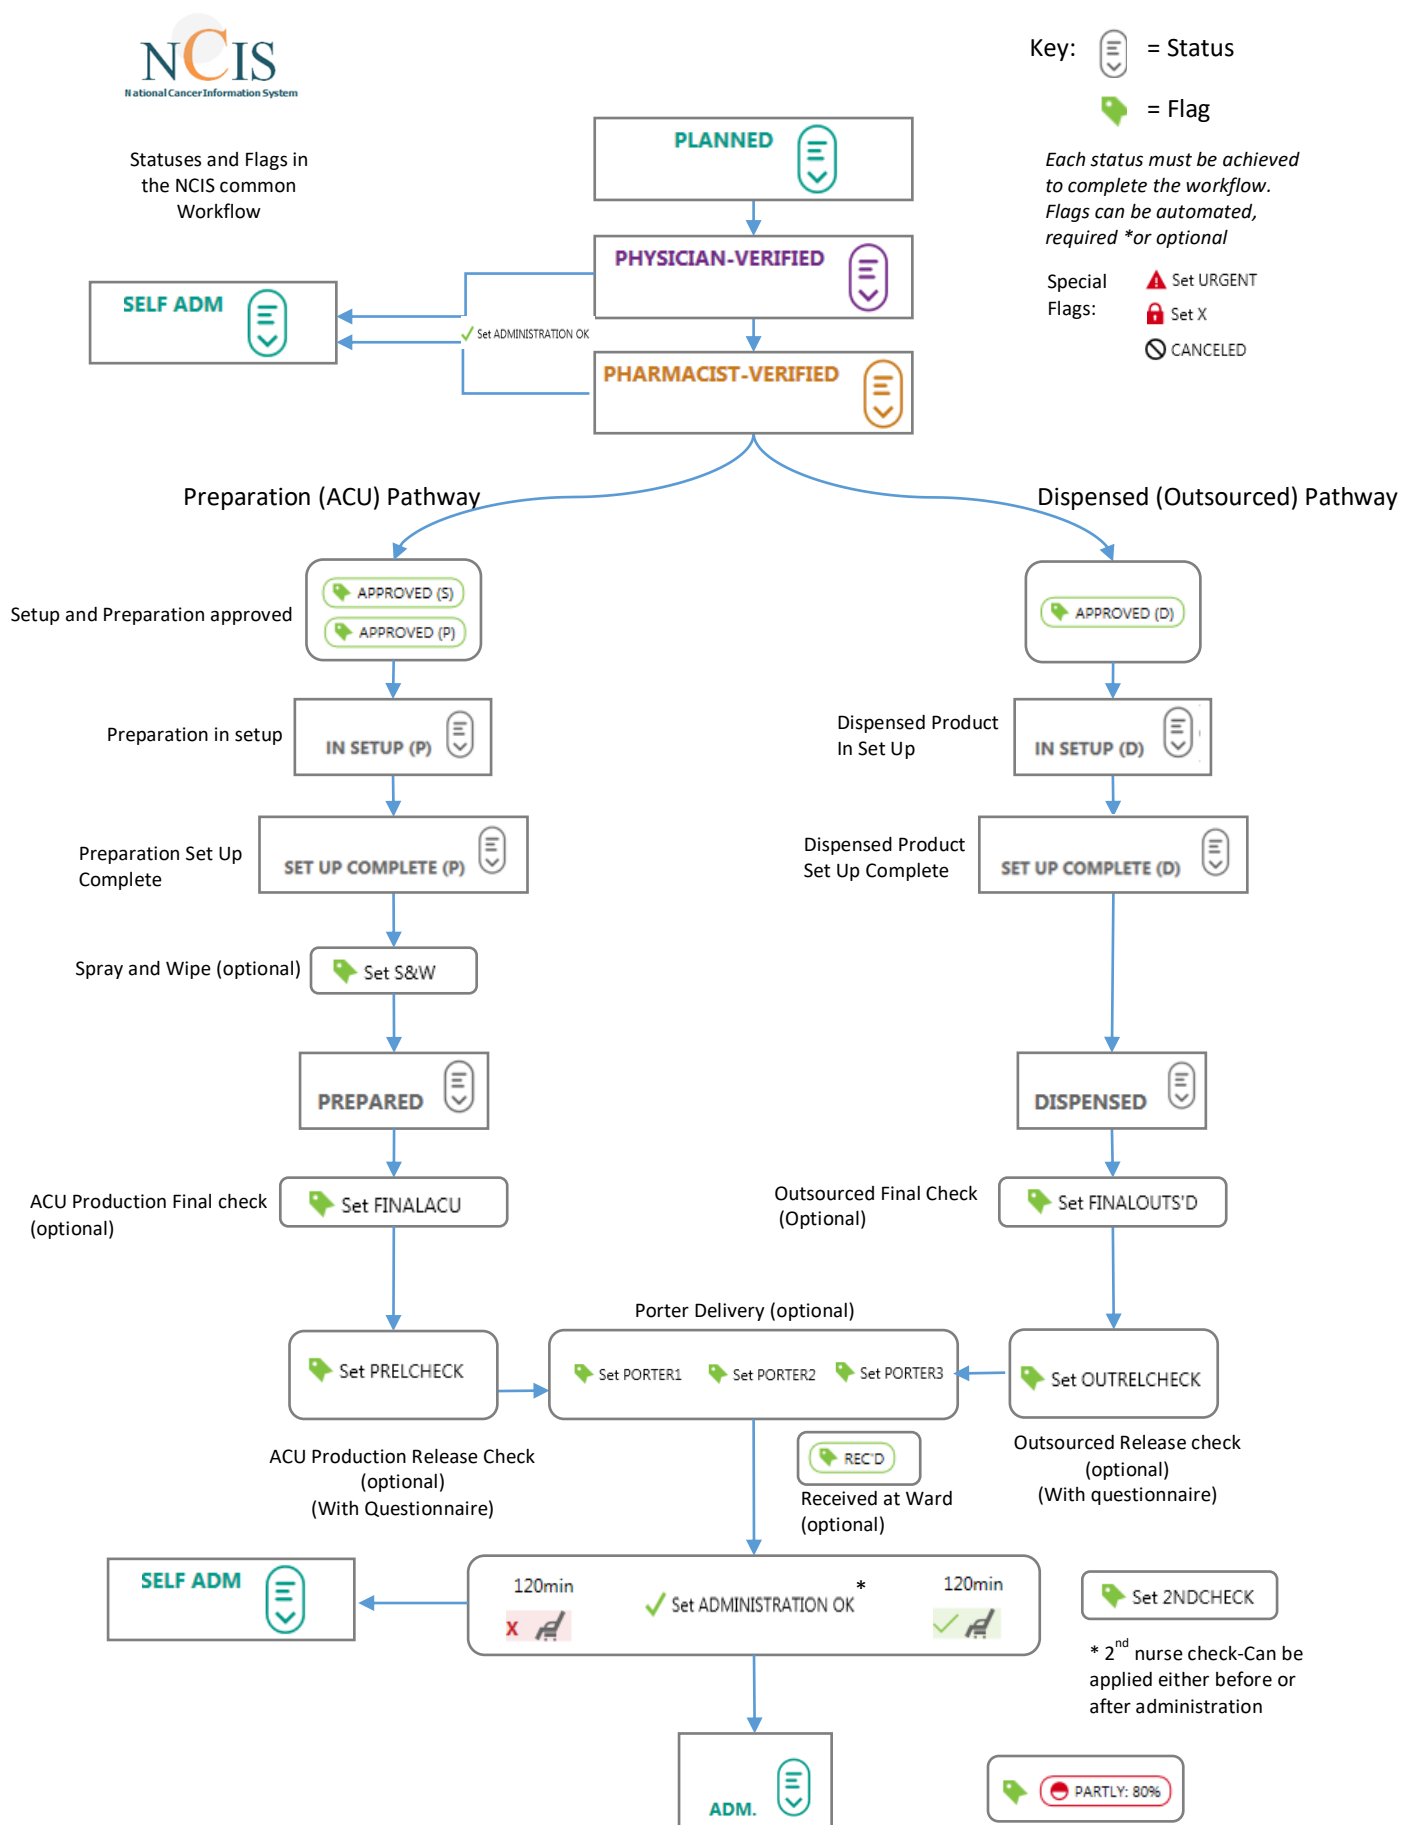 NCIS
National Cancer Information System
Key:
= Status
= Flag
Statuses and Flags in
the NCIS common
Workflow
Each status must be achieved
to complete the workflow.
Flags can be automated,
required *or optional
Special
Flags:
Set URGENT
Set X
CANCELED
PLANNED
PHYSICIAN-VERIFIED
SELF ADM
Set ADMINISTRATION OK
PHARMACIST-VERIFIED
Preparation (ACU) Pathway
Dispensed (Outsourced) Pathway
Setup and Preparation approved
APPROVED (S)
APPROVED (P)
APPROVED (D)
Preparation in setup
IN SETUP (P)
Dispensed Product
In Set Up
IN SETUP (D)
Preparation Set Up
Complete
SET UP COMPLETE (P)
Dispensed Product
Set Up Complete
SET UP COMPLETE (D)
Spray and Wipe (optional)
Set S&W
PREPARED
DISPENSED
ACU Production Final check
(optional)
Set FINALACU
Outsourced Final Check
(Optional)
Set FINALOUTS'D
Porter Delivery (optional)
Set PRELCHECK
Set PORTER1
Set PORTER2
Set PORTER3
Set OUTRELCHECK
ACU Production Release Check
(optional)
(With Questionnaire)
REC'D
Received at Ward
(optional)
Outsourced Release check
(optional)
(With questionnaire)
SELF ADM
120min
X
Set ADMINISTRATION OK *
120min
Set 2NDCHECK
* 2nd nurse check-Can be
applied either before or
after administration
ADM.
PARTLY: 80%